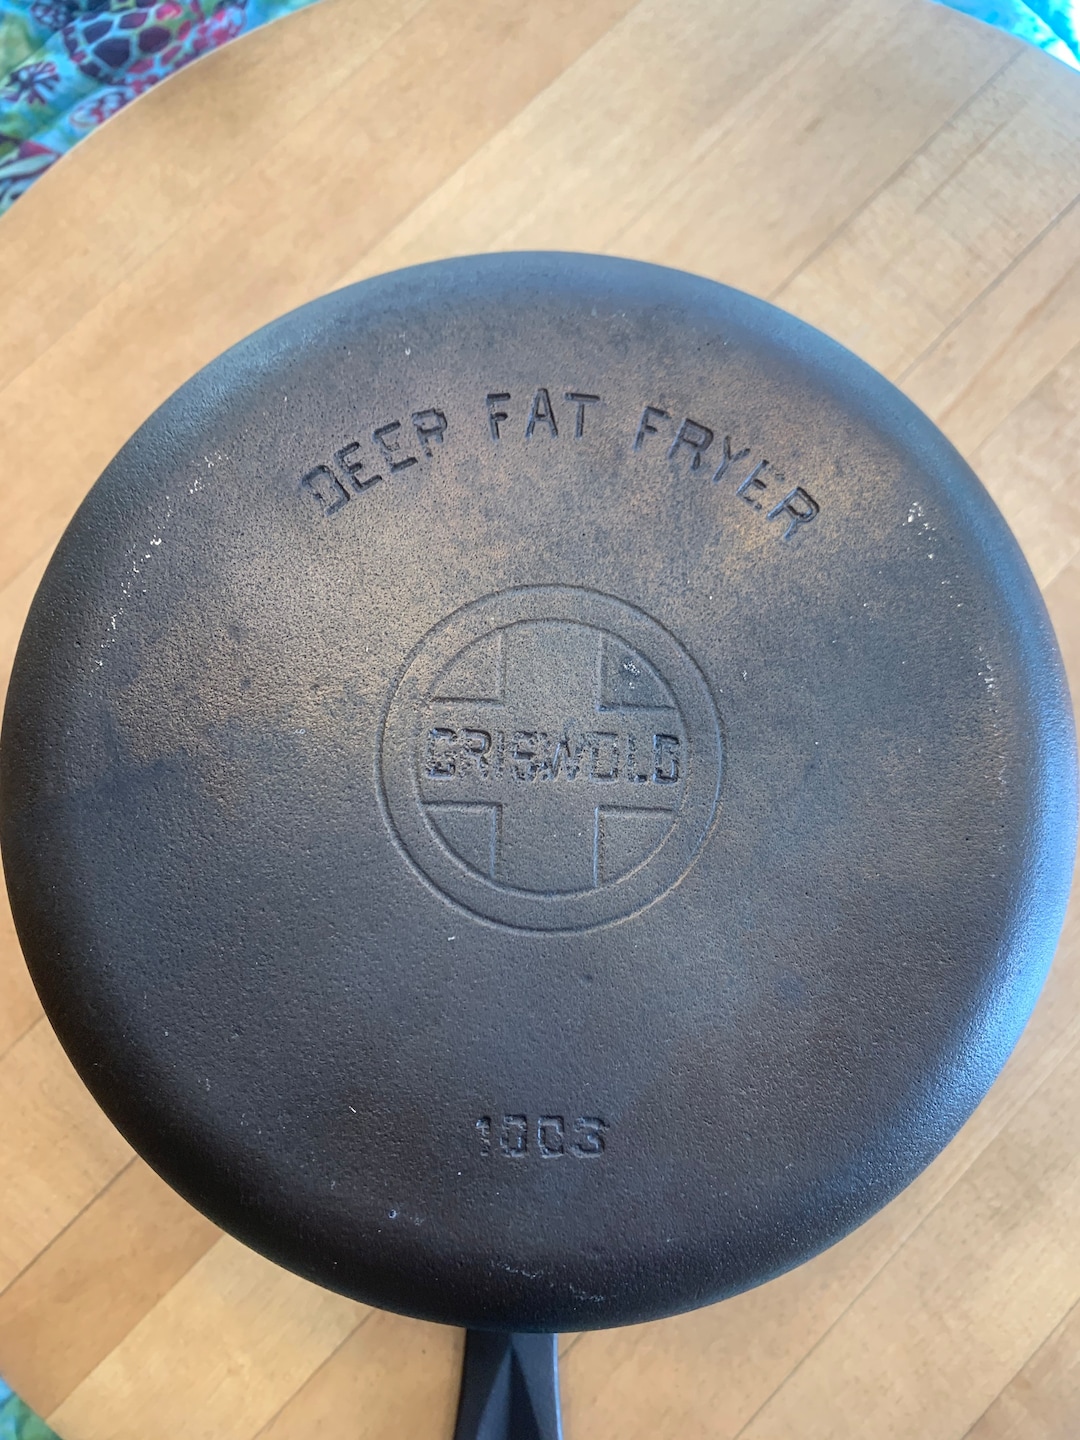 DEEP FAT FRYER
GRISWOLD
1003